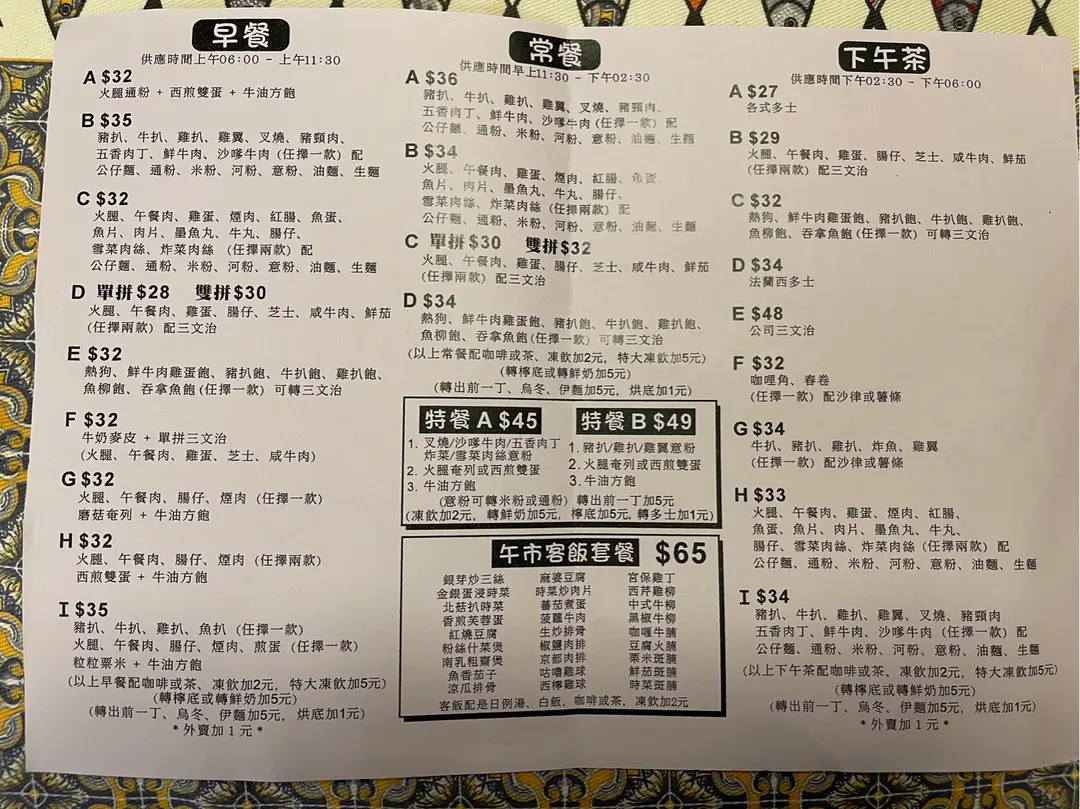 早餐
供應時間上午06:00 - 上午11:30
A $32
火腿通粉 + 西煎雙蛋 + 牛油方飽
B $35
豬扒、牛扒、雞扒、雞翼、叉燒、豬頸肉、
五香肉丁、鮮牛肉、沙嗲牛肉 (任擇一款) 配
公仔麵、通粉、米粉、河粉、意粉、油麵、生麵
C $32
火腿、午餐肉、雞蛋、煙肉、紅腸、魚蛋、
魚片、肉片、墨魚丸、牛丸、腸仔、
雪菜肉絲、炸菜肉絲 (任擇兩款) 配
公仔麵、通粉、米粉、河粉、意粉、油麵、生麵
D 單拼$28 雙拼$30
火腿、午餐肉、雞蛋、腸仔、芝士、咸牛肉、鮮茄
(任擇兩款) 配三文治
E $32
熱狗、鮮牛肉雞蛋飽、豬扒飽、牛扒飽、雞扒飽、
魚柳飽、吞拿魚飽(任擇一款) 可轉三文治
F $32
牛奶麥皮 + 單拼三文治
(火腿、午餐肉、雞蛋、芝士、咸牛肉)
G $32
火腿、午餐肉、腸仔、煙肉 (任擇一款)
磨菇奄列 + 牛油方飽
H $32
火腿、午餐肉、腸仔、煙肉 (任擇兩款)
西煎雙蛋 + 牛油方飽
I $35
豬扒、牛扒、雞扒、魚扒 (任擇一款)
火腿、午餐肉、腸仔、煙肉、煎蛋 (任擇一款)
粒粒粟米 + 牛油方飽
(以上早餐配咖啡或茶、凍飲加2元, 特大凍飲加5元)
(轉檸底或轉鮮奶加5元)
(轉出前一丁、烏冬、伊麵加5元, 烘底加1元)
*外賣加1元*
常餐
供應時間早上11:30 - 下午02:30
A $36
豬扒、牛扒、雞扒、雞翼、叉燒、豬頸肉、
五香肉丁、鮮牛肉、沙嗲牛肉 (任擇一款) 配
公仔麵、通粉、米粉、河粉、意粉、油麵、生麵
B $34
火腿、午餐肉、雞蛋、煙肉、紅腸、魚蛋、
魚片、肉片、墨魚丸、牛丸、腸仔、
雪菜肉絲、炸菜肉絲 (任擇兩款) 配
公仔麵、通粉、米粉、河粉、意粉、油麵、生麵
C 單拼$30 雙拼$32
火腿、午餐肉、雞蛋、腸仔、芝士、咸牛肉、鮮茄
(任擇兩款) 配三文治
D $34
熱狗、鮮牛肉雞蛋飽、豬扒飽、牛扒飽、雞扒飽、
魚柳飽、吞拿魚飽(任擇一款) 可轉三文治
(以上常餐配咖啡或茶、凍飲加2元, 特大凍飲加5元)
(轉檸底或轉鮮奶加5元)
(轉出前一丁、烏冬、伊麵加5元, 烘底加1元)
特餐 A $45
1. 叉燒/沙嗲牛肉/五香肉丁
炸菜/雪菜肉絲意粉
2. 火腿奄列或西煎雙蛋
3. 牛油方飽
特餐 B $49
1. 豬扒/雞扒/雞翼意粉
2. 火腿奄列或西煎雙蛋
3. 牛油方飽
(意粉可轉米粉或通粉) 轉出前一丁加5元
(凍飲加2元, 轉鮮奶加5元, 檸底加5元, 轉多士加1元)
午市客飯套餐 $65
銀芽炒三絲 麻婆豆腐 宮保雞丁
金銀蛋浸時菜 時菜炒肉片 西芹雞柳
北菇扒時菜 蕃茄煮蛋 中式牛柳
香煎芙蓉蛋 菠蘿牛肉 黑椒牛柳
紅燒豆腐 生炒排骨 咖喱牛腩
粉絲什菜煲 椒鹽肉排 豆腐火腩
南乳粗齋煲 京都肉排 粟米斑腩
魚香茄子 咕嚕雞球 鮮茄斑腩
涼瓜排骨 西檸雞球 時菜斑腩
客飯配是日例湯、白飯、咖啡或茶, 凍飲加2元
下午茶
供應時間下午02:30 - 下午06:00
A $27
各式多士
B $29
火腿、午餐肉、雞蛋、腸仔、芝士、咸牛肉、鮮茄
(任擇兩款) 配三文治
C $32
熱狗、鮮牛肉雞蛋飽、豬扒飽、牛扒飽、雞扒飽、
魚柳飽、吞拿魚飽(任擇一款) 可轉三文治
D $34
法蘭西多士
E $48
公司三文治
F $32
咖哩角、春卷
(任擇一款) 配沙律或薯條
G $34
牛扒、豬扒、雞扒、炸魚、雞翼
(任擇一款) 配沙律或薯條
H $33
火腿、午餐肉、雞蛋、煙肉、紅腸、
魚蛋、魚片、肉片、墨魚丸、牛丸、
腸仔、雪菜肉絲、炸菜肉絲 (任擇兩款) 配
公仔麵、通粉、米粉、河粉、意粉、油麵、生麵
I $34
豬扒、牛扒、雞扒、雞翼、叉燒、豬頸肉
五香肉丁、鮮牛肉、沙嗲牛肉 (任擇一款) 配
公仔麵、通粉、米粉、河粉、意粉、油麵、生麵
(以上下午茶配咖啡或茶、凍飲加2元, 特大凍飲加5元)
(轉檸底或轉鮮奶加5元)
(轉出前一丁、烏冬、伊麵加5元, 烘底加1元)
*外賣加1元*